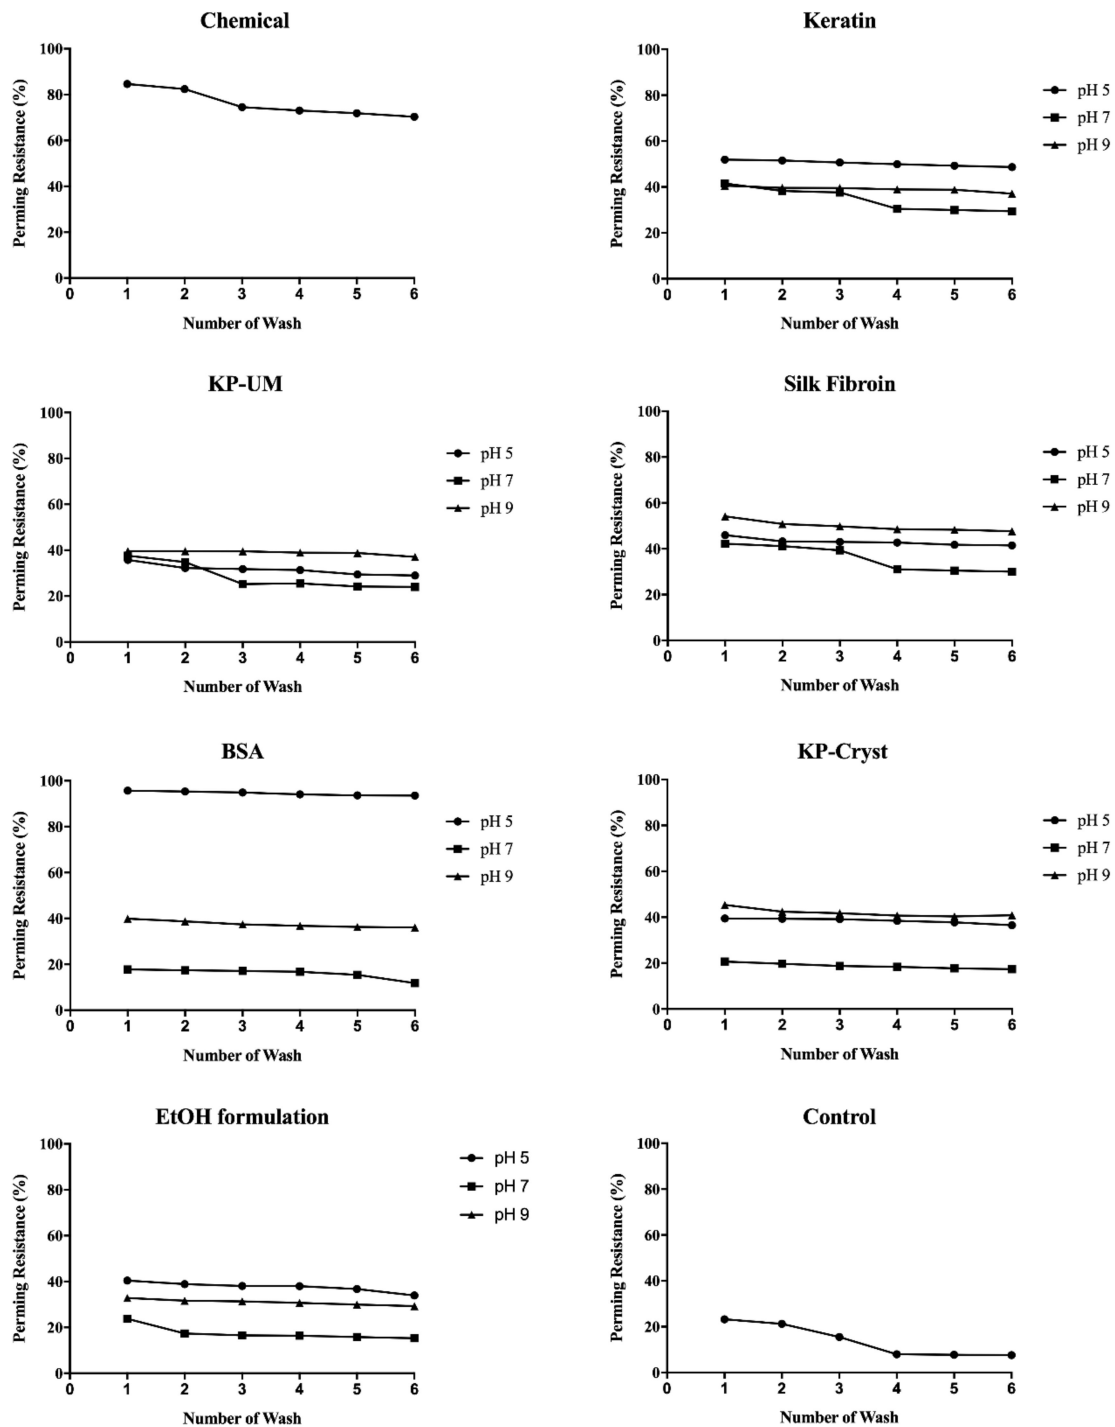 Chemical
100
80
60
40
20
0
Perming Resistance (%)
0 1 2 3 4 5 6
Number of Wash
Keratin
100
80
60
40
20
0
Perming Resistance (%)
0 1 2 3 4 5 6
Number of Wash
pH 5
pH 7
pH 9
KP-UM
100
80
60
40
20
0
Perming Resistance (%)
0 1 2 3 4 5 6
Number of Wash
pH 5
pH 7
pH 9
Silk Fibroin
100
80
60
40
20
0
Perming Resistance (%)
0 1 2 3 4 5 6
Number of Wash
pH 5
pH 7
pH 9
BSA
100
80
60
40
20
0
Perming Resistance (%)
0 1 2 3 4 5 6
Number of Wash
pH 5
pH 7
pH 9
KP-Cryst
100
80
60
40
20
0
Perming Resistance (%)
0 1 2 3 4 5 6
Number of Wash
pH 5
pH 7
pH 9
EtOH formulation
100
80
60
40
20
0
Perming Resistance (%)
0 1 2 3 4 5 6
Number of Wash
pH 5
pH 7
pH 9
Control
100
80
60
40
20
0
Perming Resistance (%)
0 1 2 3 4 5 6
Number of Wash